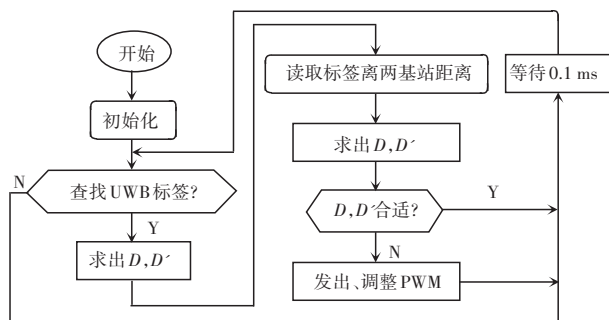 开始
初始化
N
查找UWB标签?
Y
求出D,D′
读取标签离两基站距离
求出D,D′
D,D′合适?
Y
N
发出、调整PWM
等待0.1 ms